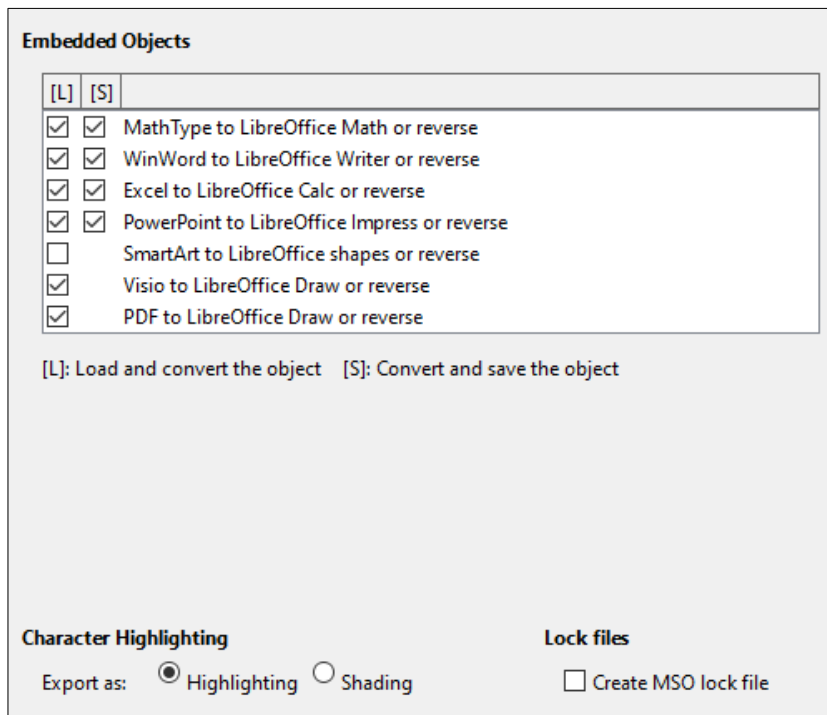 Embedded Objects
[L] [S]
MathType to LibreOffice Math or reverse
WinWord to LibreOffice Writer or reverse
Excel to LibreOffice Calc or reverse
PowerPoint to LibreOffice Impress or reverse
SmartArt to LibreOffice shapes or reverse
Visio to LibreOffice Draw or reverse
PDF to LibreOffice Draw or reverse
[L]: Load and convert the object [S]: Convert and save the object
Character Highlighting Lock files
Export as: Highlighting Shading Create MSO lock file